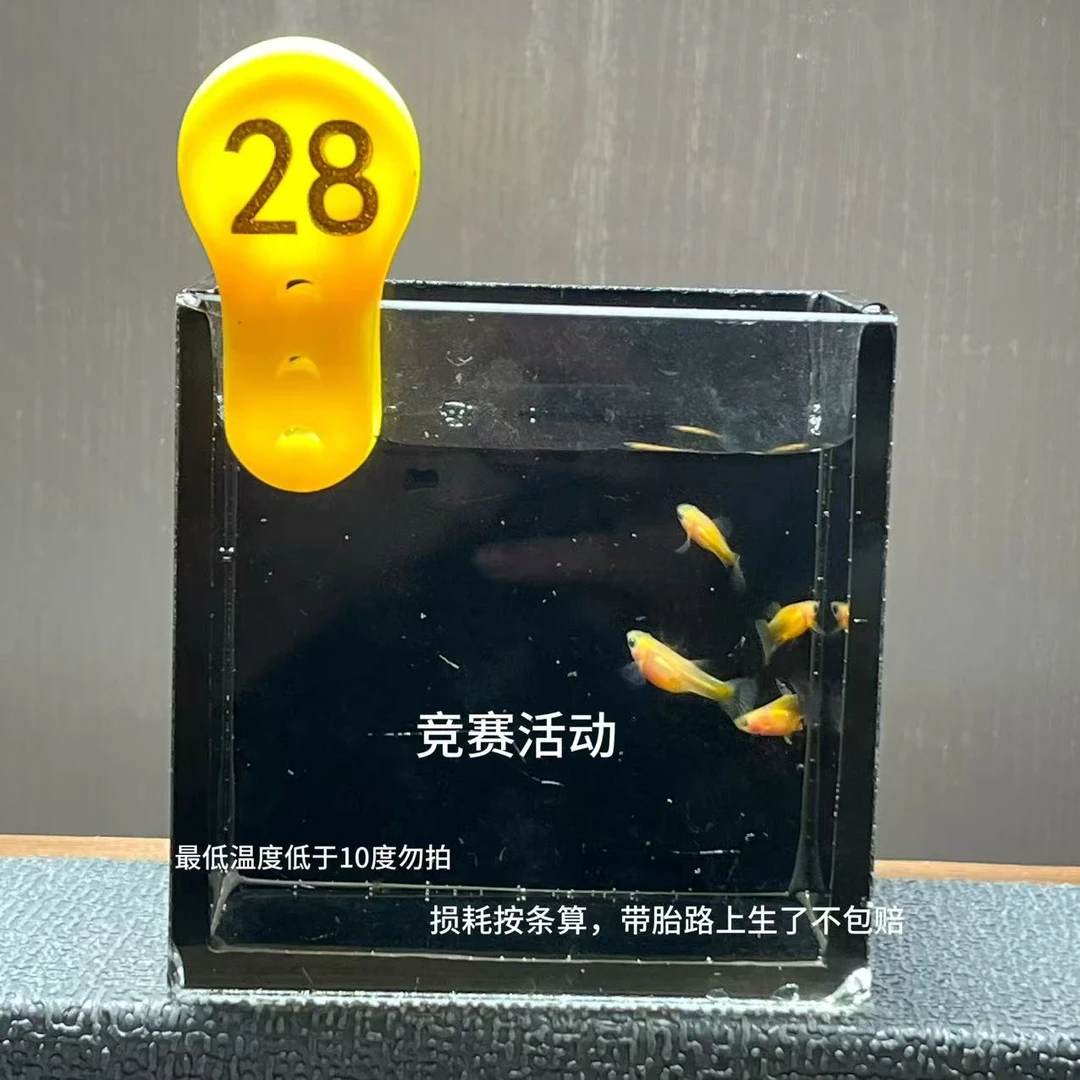 28
竞赛活动
最低温度低于10度勿拍
损耗按条算，带胎路上生了不包赔